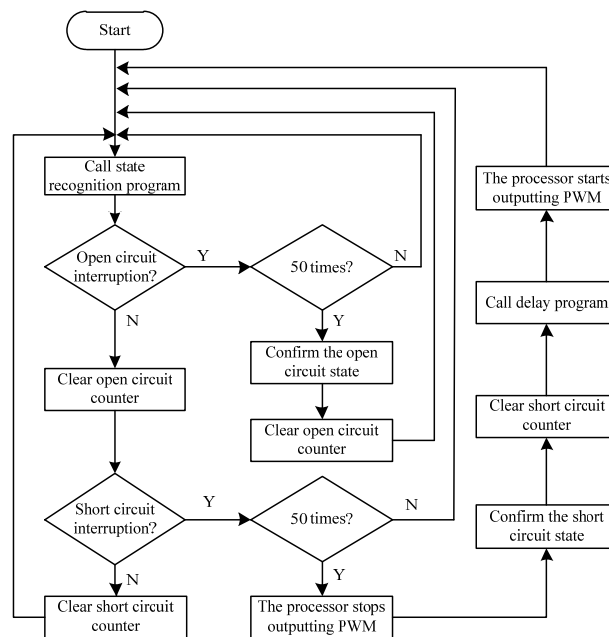 Start
Call state
recognition program
The processor starts
outputting PWM
Open circuit
interruption?
Y
50 times?
N
N
Y
Call delay program
Confirm the open
circuit state
Clear open circuit
counter
Clear open circuit
counter
Clear short circuit
counter
Short circuit
interruption?
Y
50 times?
N
Confirm the short
circuit state
N
Y
Clear short circuit
counter
The processor stops
outputting PWM